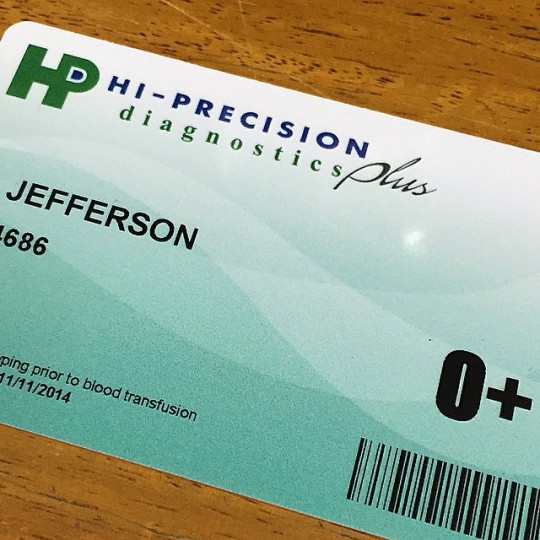 HP HI-PRECISION
diagnostics plus
JEFFERSON
4686
ping prior to blood transfusion
11/11/2014
O+